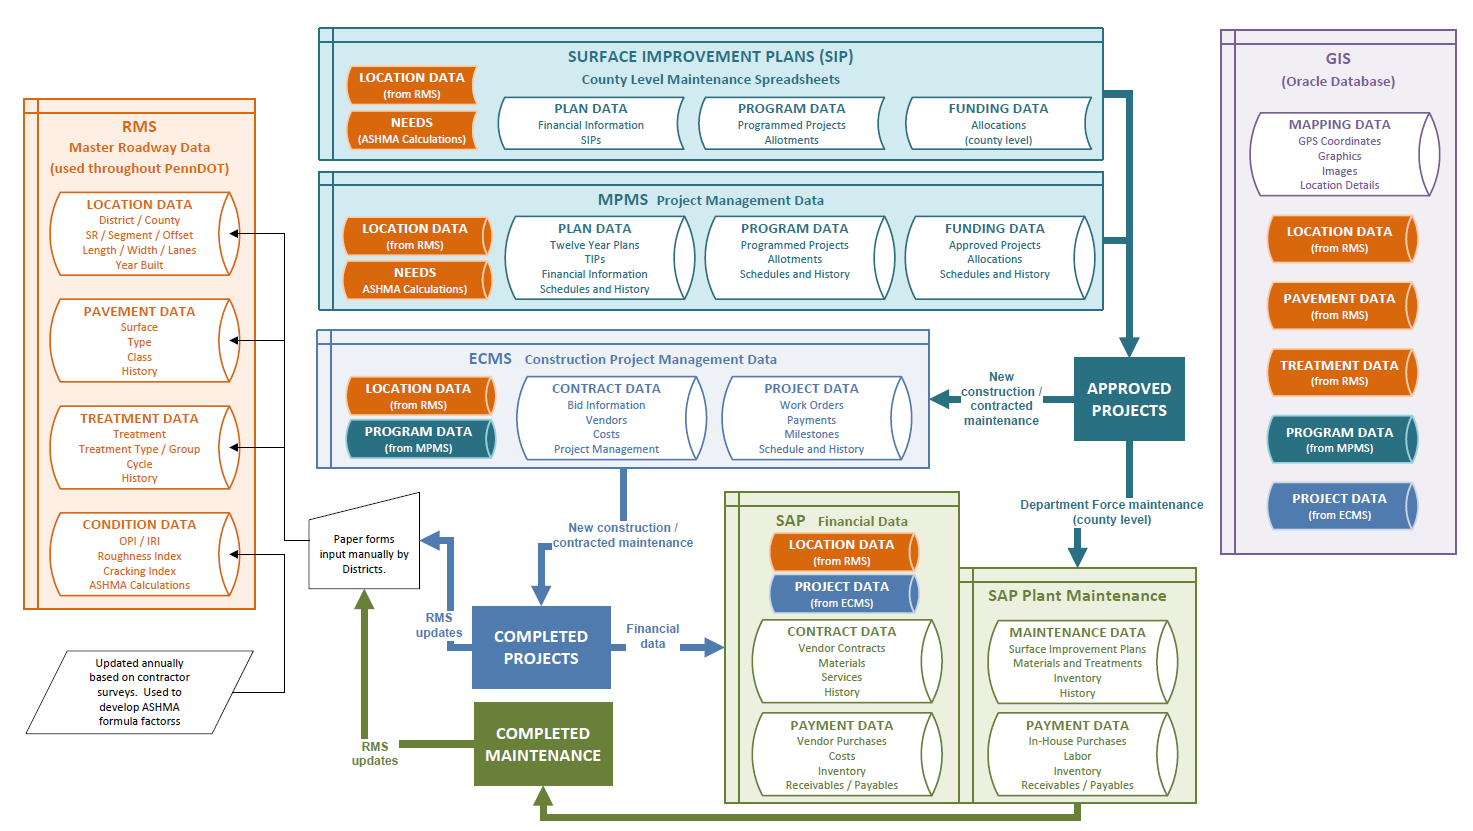 RMS
Master Roadway Data
(used throughout PennDOT)
LOCATION DATA
District / County
SR / Segment / Offset
Length / Width / Lanes
Year Built
PAVEMENT DATA
Surface
Type
Class
History
TREATMENT DATA
Treatment
Treatment Type / Group
Cycle
History
CONDITION DATA
OPI / IRI
Roughness Index
Cracking Index
ASHMA Calculations
Updated annually
based on contractor
surveys.  Used to
develop ASHMA
formula factorss
SURFACE IMPROVEMENT PLANS (SIP)
County Level Maintenance Spreadsheets
LOCATION DATA
(from RMS)
NEEDS
(ASHMA Calculations)
PLAN DATA
Financial Information
SIPs
PROGRAM DATA
Programmed Projects
Allotments
FUNDING DATA
Allocations
(county level)
MPMS Project Management Data
LOCATION DATA
(from RMS)
NEEDS
ASHMA Calculations)
PLAN DATA
Twelve Year Plans
TIPs
Financial Information
Schedules and History
PROGRAM DATA
Programmed Projects
Allotments
Schedules and History
FUNDING DATA
Approved Projects
Allocations
Schedules and History
ECMS Construction Project Management Data
LOCATION DATA
(from RMS)
PROGRAM DATA
(from MPMS)
CONTRACT DATA
Bid Information
Vendors
Costs
Project Management
PROJECT DATA
Work Orders
Payments
Milestones
Schedule and History
New
construction /
contracted
maintenance
APPROVED
PROJECTS
Department Force maintenance
(county level)
Paper forms
input manually by
Districts.
New construction /
contracted maintenance
RMS
updates
COMPLETED
PROJECTS
Financial
data
RMS
updates
COMPLETED
MAINTENANCE
SAP Financial Data
LOCATION DATA
(from RMS)
PROJECT DATA
(from ECMS)
CONTRACT DATA
Vendor Contracts
Materials
Services
History
PAYMENT DATA
Vendor Purchases
Costs
Inventory
Receivables / Payables
SAP Plant Maintenance
MAINTENANCE DATA
Surface Improvement Plans
Materials and Treatments
Inventory
History
PAYMENT DATA
In-House Purchases
Labor
Inventory
Receivables / Payables
GIS
(Oracle Database)
MAPPING DATA
GPS Coordinates
Graphics
Images
Location Details
LOCATION DATA
(from RMS)
PAVEMENT DATA
(from RMS)
TREATMENT DATA
(from RMS)
PROGRAM DATA
(from MPMS)
PROJECT DATA
(from ECMS)